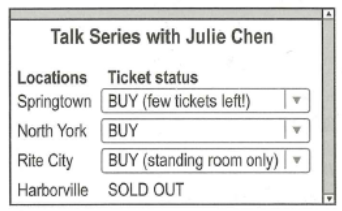 Talk Series with Julie Chen
Locations Ticket status
Springtown BUY (few tickets left!)
North York BUY
Rite City BUY (standing room only)
Harborville SOLD OUT